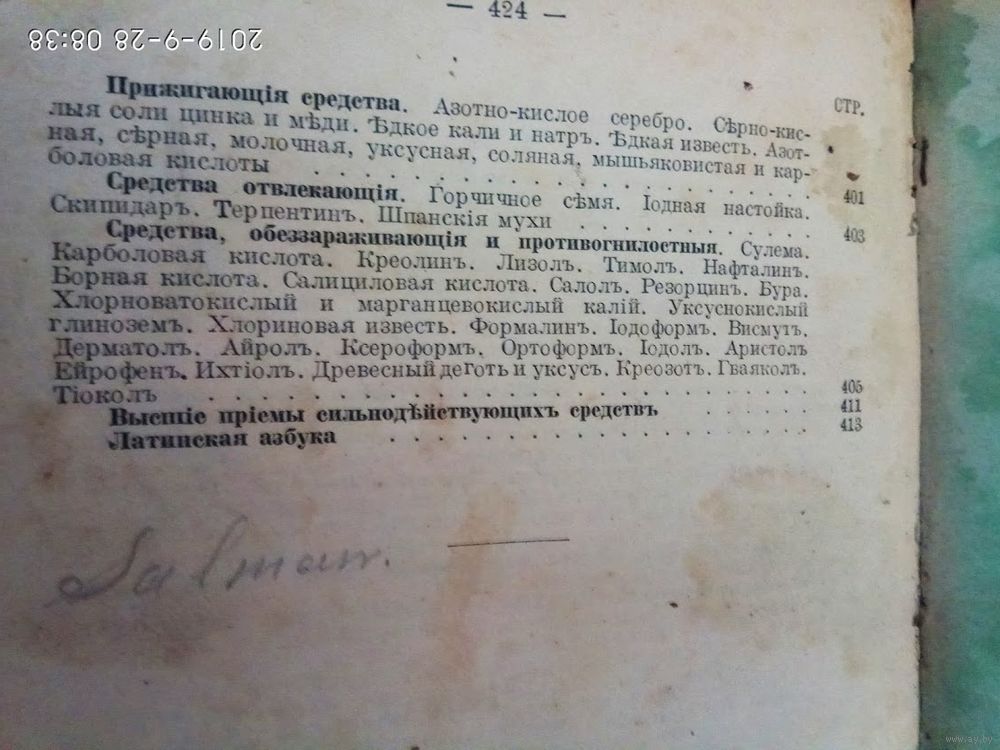 — 424 —
2019-9-28 08:38
СТР.
Прижигающія средства. Азотно-кислое серебро. Сѣрно-кис-
лыя соли цинка и мѣди. Ѣдкое кали и натръ. Ѣдкая известь. Азот-
ная, сѣрная, молочная, уксусная, соляная, мышьяковистая и кар-
боловая кислоты . . . . . . . . . . . . . . . 401
Средства отвлекающія. Горчичное сѣмя. Іодная настойка.
Скипидаръ. Терпентинъ. Шпанскія мухи . . . . . . . . 403
Средства, обеззараживающія и противогнилостныя. Сулема.
Карболовая кислота. Креолинъ. Лизолъ. Тимолъ. Нафталинъ.
Борная кислота. Салициловая кислота. Салолъ. Резорцинъ. Бура.
Хлорноватокислый и марганцевокислый калій. Уксуснокислый
глиноземъ. Хлориновая известь. Формалинъ. Іодоформъ. Висмутъ.
Дерматолъ. Айролъ. Ксероформъ. Ортоформъ. Іодолъ. Аристолъ
Ейрофенъ. Ихтіолъ. Древесный деготь и уксусъ. Креозотъ. Гваяколъ.
Тіоколъ . . . . . . . . . . . . . . . . . . 405
Высшіе пріемы сильнодѣйствующихъ средствъ . . . . . 411
Латинская азбука . . . . . . . . . . . . . . 413
Salman.
www.ay.by